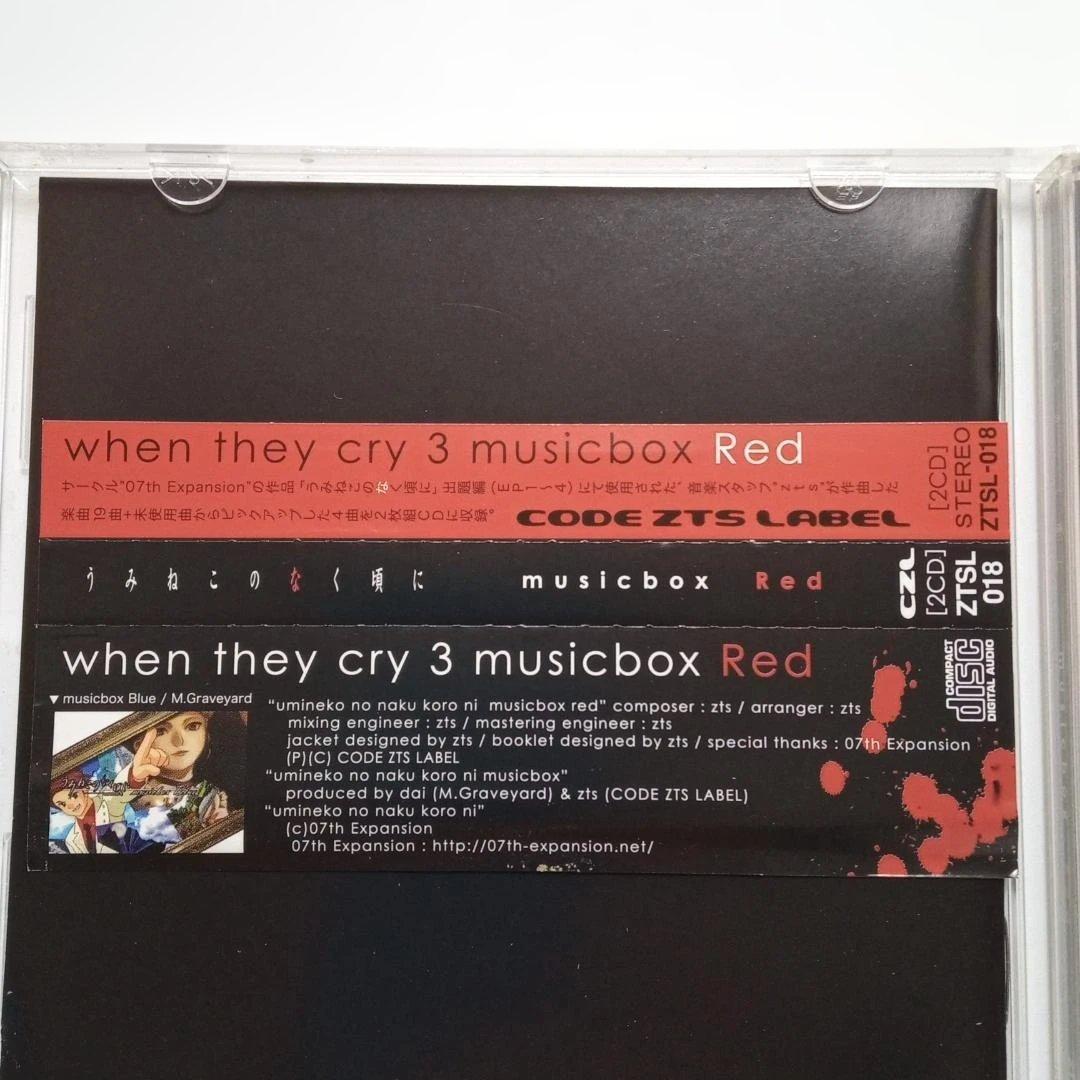 when they cry 3 musicbox Red
サークル"07th Expansion"の作品「うみねこのなく頃に」出題編(EP1~4)にて使用された、音楽スタッフ"zts"が作曲した
楽曲19曲+未使用曲からピックアップした4曲を2枚組CDに収録。
CODE ZTS LABEL
[2CD]
STEREO
ZTSL-018
うみねこのなく頃に musicbox Red
CZL
[2CD]
ZTSL
018
when they cry 3 musicbox Red
▼musicbox Blue / M.Graveyard
"umineko no naku koro ni musicbox red" composer : zts / arranger : zts
mixing engineer : zts / mastering engineer : zts
jacket designed by zts / booklet designed by zts / special thanks : 07th Expansion
(P)(C) CODE ZTS LABEL
"umineko no naku koro ni musicbox"
produced by dai (M.Graveyard) & zts (CODE ZTS LABEL)
"umineko no naku koro ni"
(c)07th Expansion
07th Expansion : http://07th-expansion.net/
COMPACT
disc
DIGITAL AUDIO